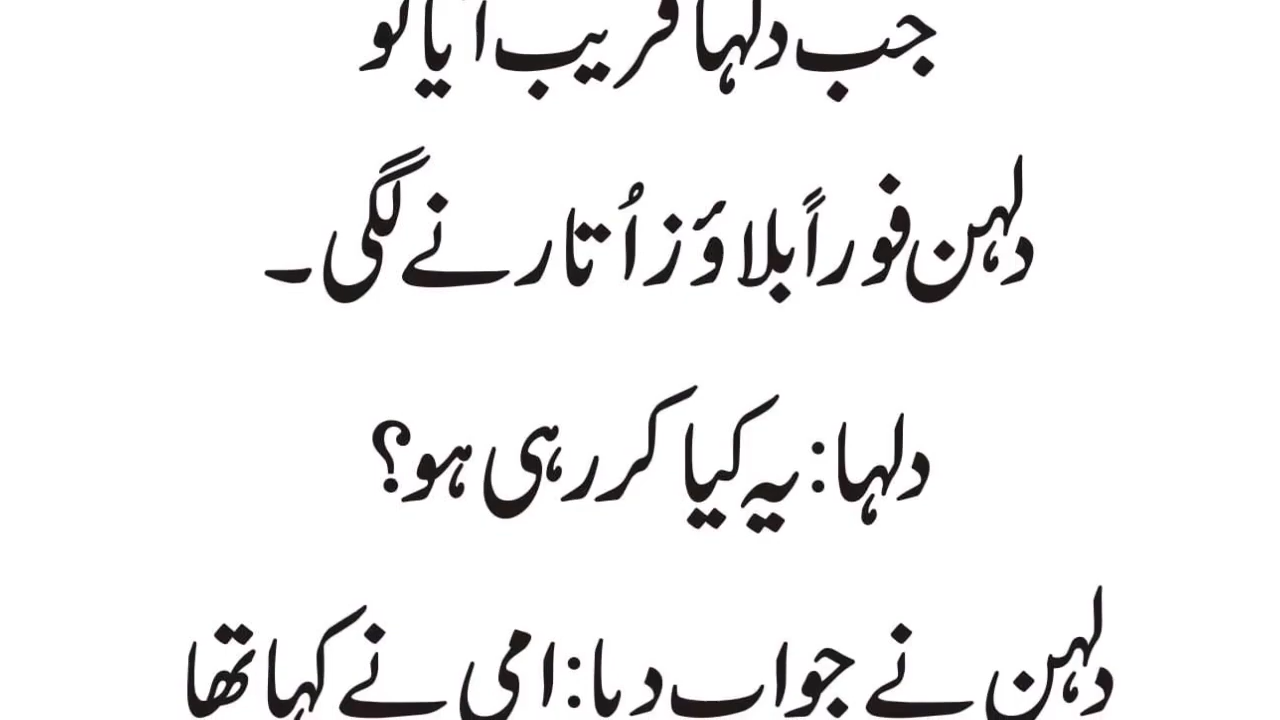 جب دلہا قریب آیا تو
دلہن فوراً بلاؤز اُتارنے لگی۔
دلہا: یہ کیا کر رہی ہو؟
دلہن نے جواب دیا: امی نے کہا تھا